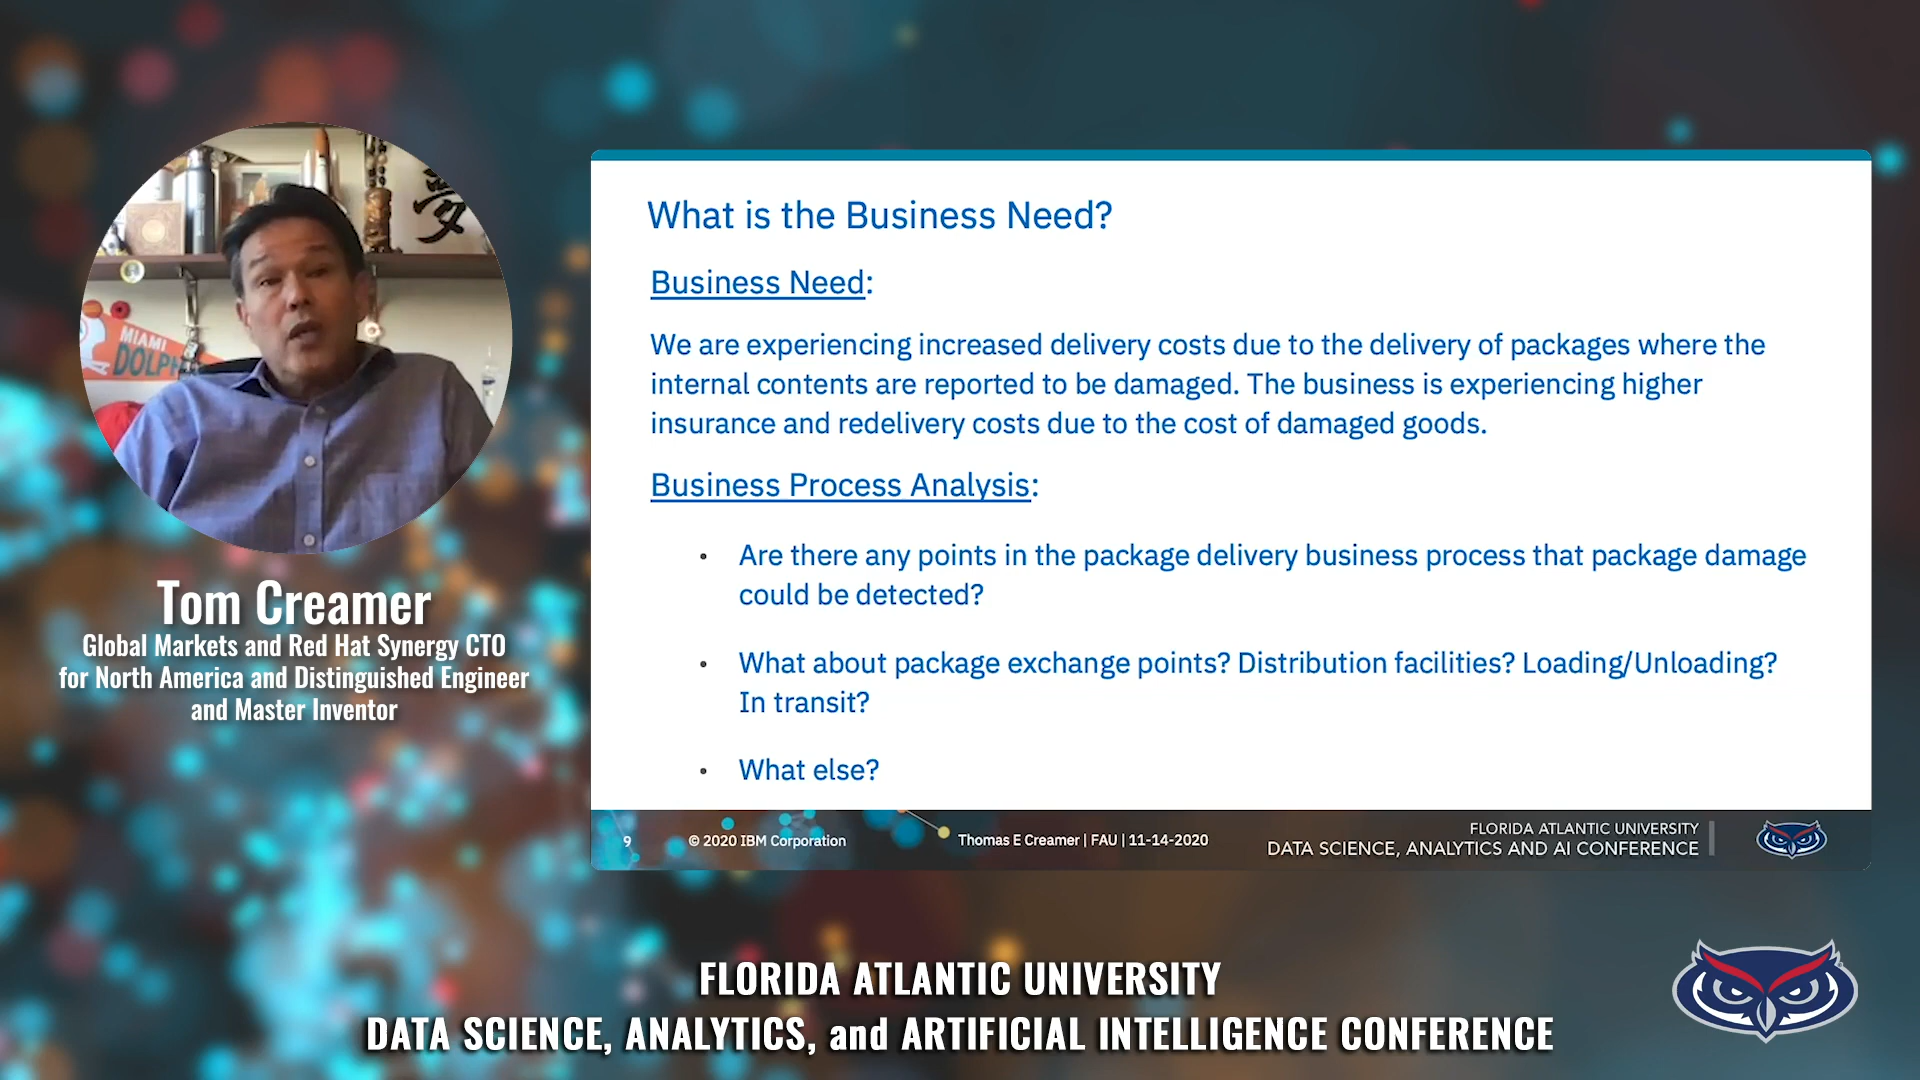 夢
MIAMI
DOLPH
Tom Creamer
Global Markets and Red Hat Synergy CTO
for North America and Distinguished Engineer
and Master Inventor
What is the Business Need?
Business Need:
We are experiencing increased delivery costs due to the delivery of packages where the
internal contents are reported to be damaged. The business is experiencing higher
insurance and redelivery costs due to the cost of damaged goods.
Business Process Analysis:
• Are there any points in the package delivery business process that package damage
could be detected?
• What about package exchange points? Distribution facilities? Loading/Unloading?
In transit?
• What else?
9
© 2020 IBM Corporation
Thomas E Creamer | FAU | 11-14-2020
FLORIDA ATLANTIC UNIVERSITY
DATA SCIENCE, ANALYTICS AND AI CONFERENCE
FLORIDA ATLANTIC UNIVERSITY
DATA SCIENCE, ANALYTICS, and ARTIFICIAL INTELLIGENCE CONFERENCE